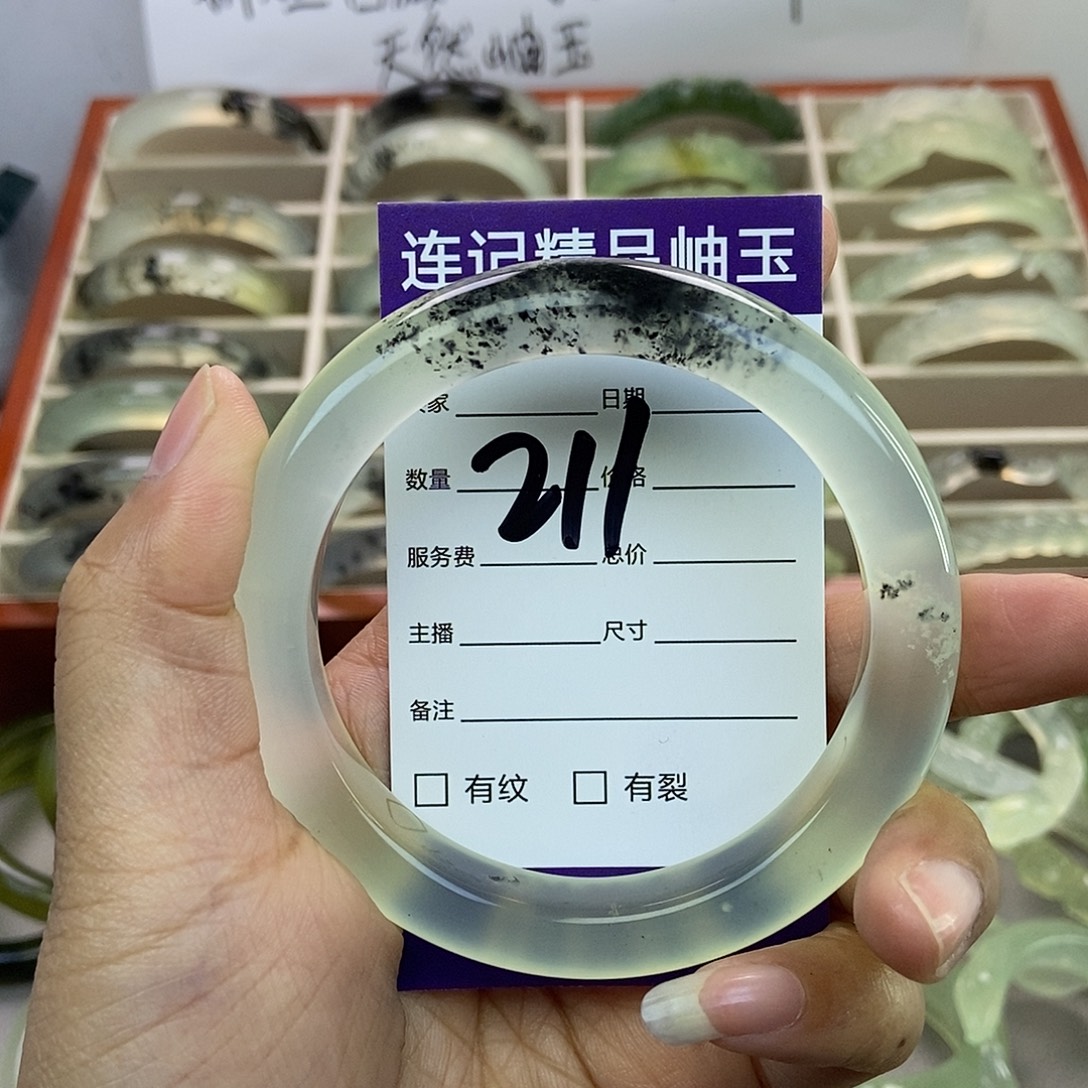 天然岫玉
连记精品岫玉
家 日期
数量 价格
211
服务费 总价
主播 尺寸
备注
□ 有纹 □ 有裂